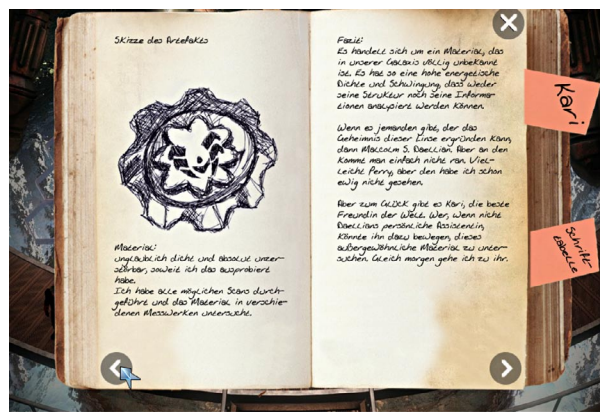 Skizze des Artefakts
Material:
unglaublich dicht und absolut unzer-
störbar, soweit ich das ausprobiert
habe.
Ich habe alle möglichen Scans durch-
geführt und das Material in verschie-
denen Messwerken untersucht.
Fazit:
Es handelt sich um ein Material, das
in unserer Galaxis völlig unbekannt
ist. Es hat so eine hohe energetische
Dichte und Schwingung, dass weder
seine Struktur noch seine Informa-
tionen analysiert werden können.
Wenn es jemanden gibt, der das
Geheimnis dieser Linse ergründen kann,
dann Malcolm S. Daellian. Aber an den
kommt man einfach nicht ran. Viel-
leicht Perry, aber den habe ich schon
ewig nicht gesehen.
Aber zum Glück gibt es Kari, die beste
Freundin der Welt. Wer, wenn nicht
Daellians persönliche Assistentin,
könnte ihn dazu bewegen, dieses
außergewöhnliche Material zu unter-
suchen. Gleich morgen gehe ich zu ihr.
Kari
Schrift-
tabelle